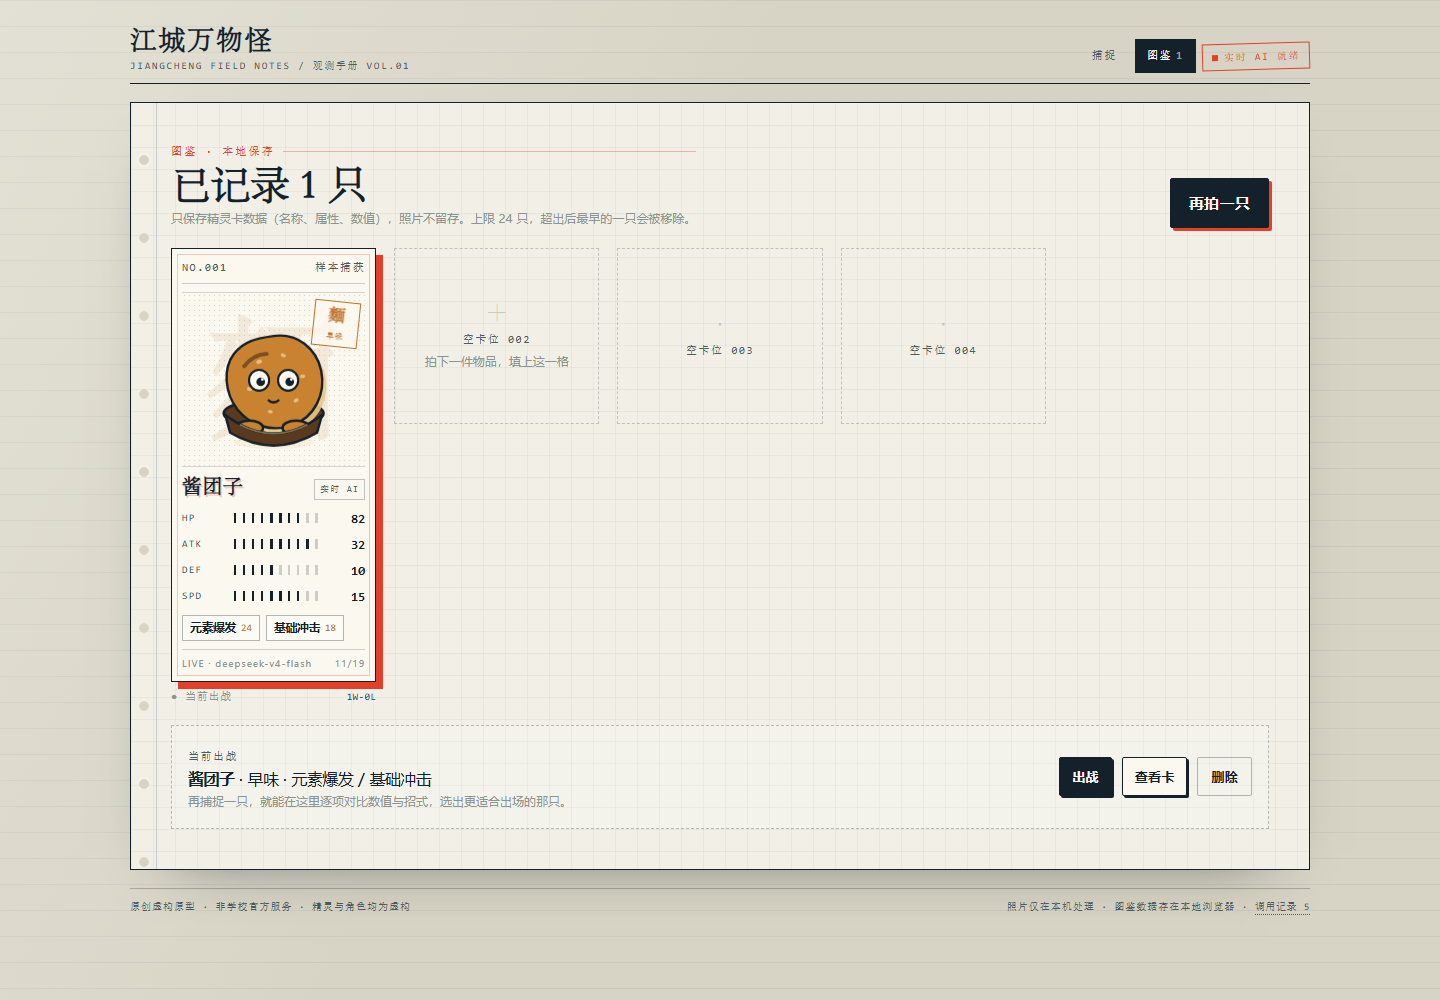 江城万物怪
JIANGCHENG FIELD NOTES / 观测手册 VOL.01
捕捉
图鉴 1
实时 AI 就绪
图鉴 · 本地保存
已记录 1 只
只保存精灵卡数据（名称、属性、数值），照片不留存。上限 24 只，超出后最早的一只会被移除。
再拍一只
NO.001 样本捕获
早晚
酱团子
实时 AI
HP 82
ATK 32
DEF 10
SPD 15
元素爆发 24 基础冲击 18
LIVE · deepseek-v4-flash 11/19
当前出战 1W-0L
空卡位 002
拍下一件物品，填上这一格
空卡位 003
空卡位 004
当前出战
酱团子 · 早味 · 元素爆发 / 基础冲击
再捕捉一只，就能在这里逐项对比数值与招式，选出更适合出场的那只。
出战
查看卡
删除
原创虚构原型 · 非学校官方服务 · 精灵与角色均为虚构
照片仅在本机处理 · 图鉴数据存在本地浏览器 · 调用记录 5